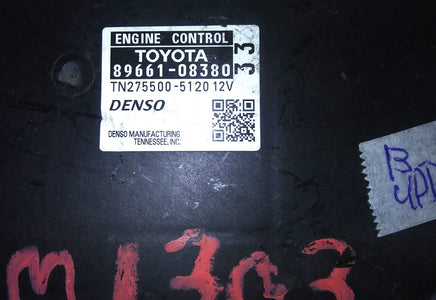 ENGINE CONTROL
TOYOTA
89661-08380
33
TN275500-5120 12V
DENSO
DENSO MANUFACTURING
TENNESSEE, INC.
M1303